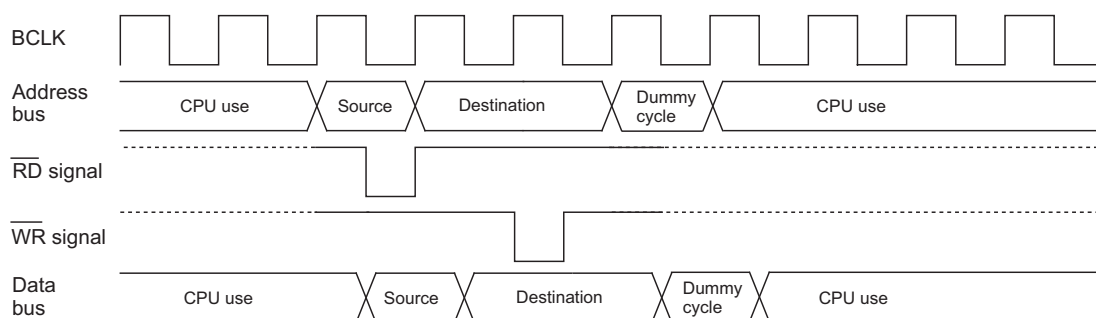 BCLK
Address
bus
CPU use
Source
Destination
Dummy
cycle
CPU use
RD signal
WR signal
Data
bus
CPU use
Source
Destination
Dummy
cycle
CPU use